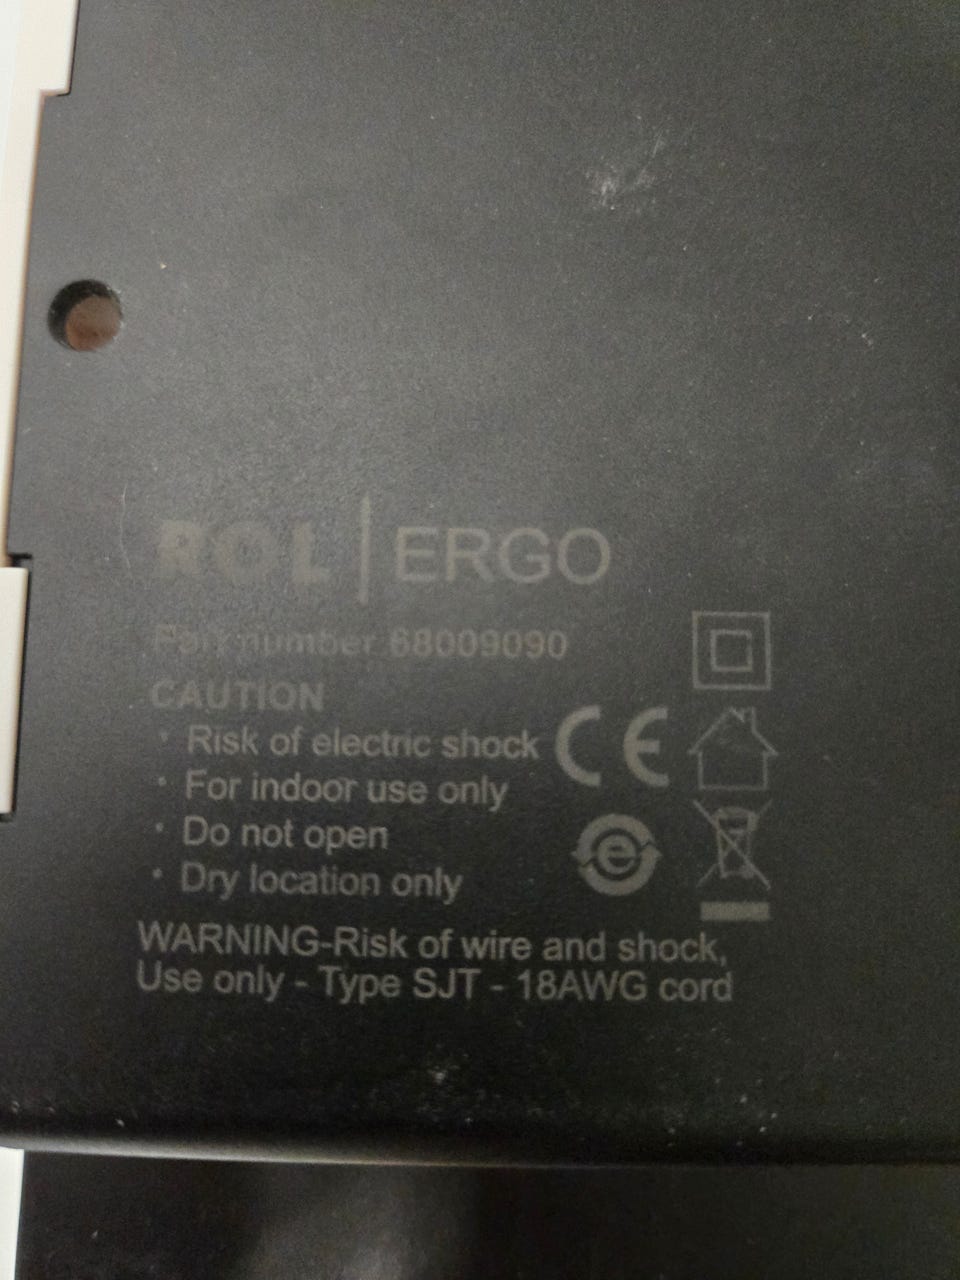 ROL | ERGO
Part number 68009090
CAUTION
· Risk of electric shock
· For indoor use only
· Do not open
· Dry location only
CE
e
WARNING-Risk of wire and shock,
Use only - Type SJT - 18AWG cord